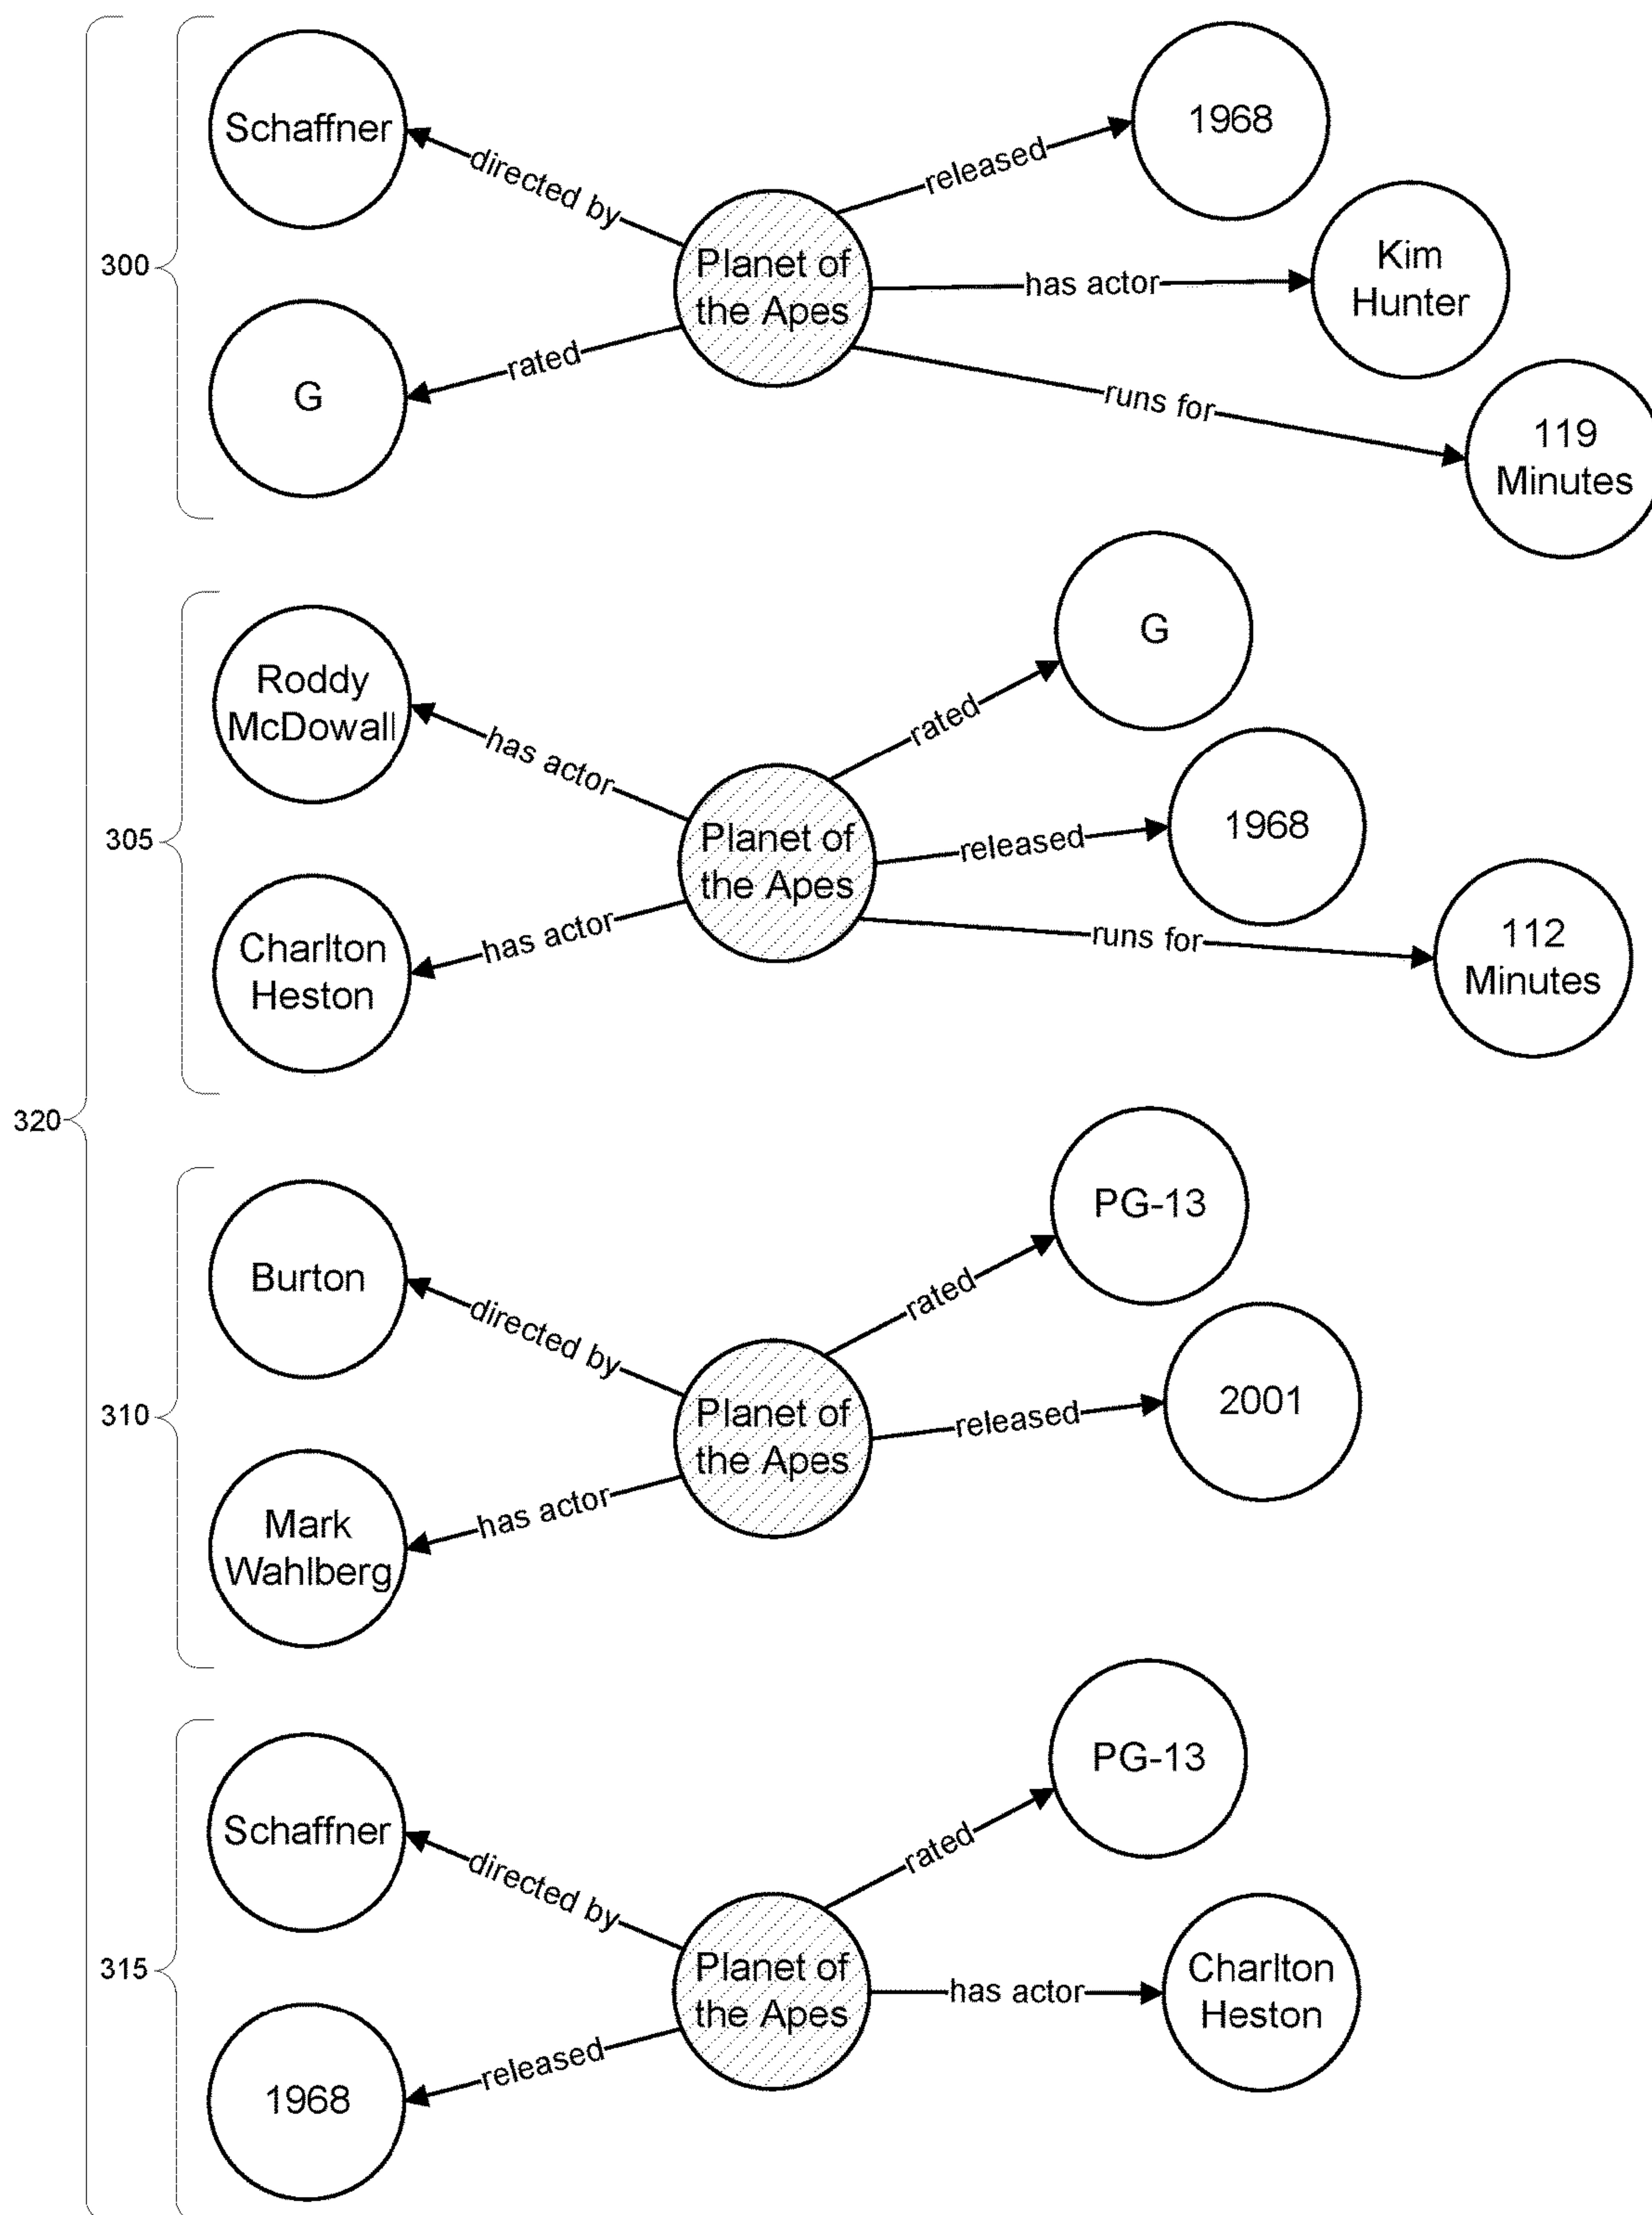 Schaffner
directed by
released
1968
Planet of
the Apes
has actor
Kim
Hunter
300
G
rated
runs for
119
Minutes
Roddy
McDowall
has actor
G
rated
305
Planet of
the Apes
released
1968
Charlton
Heston
has actor
runs for
112
Minutes
320
Burton
directed by
PG-13
rated
310
Planet of
the Apes
released
2001
Mark
Wahlberg
has actor
Schaffner
directed by
PG-13
rated
315
Planet of
the Apes
has actor
Charlton
Heston
1968
released